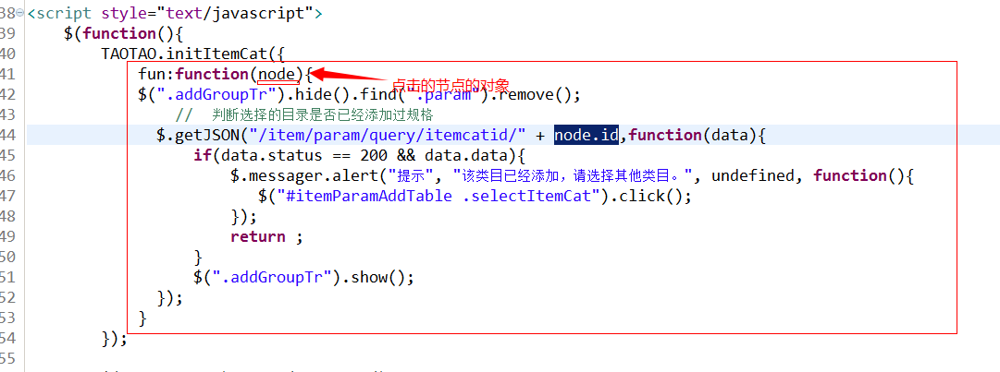 38 <script style="text/javascript">
39 $(function(){
40 TAOTAO.initItemCat({
41 fun:function(node){
点击的节点的对象
42 $(".addGroupTr").hide().find(".param").remove();
43 // 判断选择的目录是否已经添加过规格
44 $.getJSON("/item/param/query/itemcatid/" + node.id,function(data){
45 if(data.status == 200 && data.data){
46 $.messager.alert("提示", "该类目已经添加，请选择其他类目。", undefined, function(){
47 $("#itemParamAddTable .selectItemCat").click();
48 });
49 return ;
50 }
51 $(".addGroupTr").show();
52 });
53 }
54 });
55